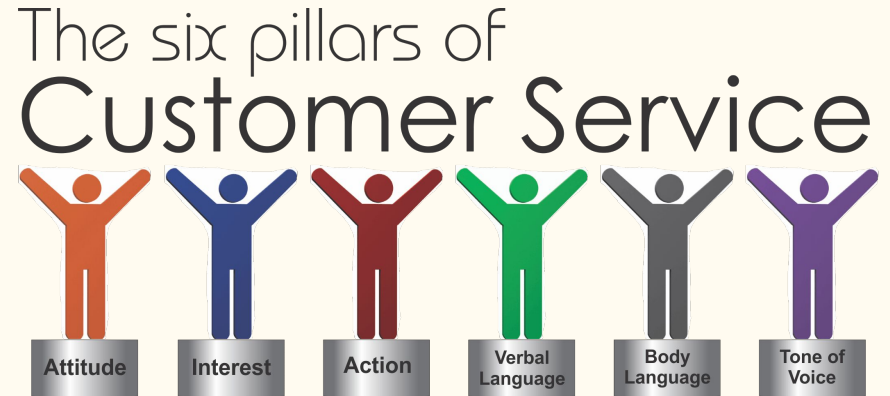 The six pillars of
Customer Service
Attitude
Interest
Action
Verbal
Language
Body
Language
Tone of
Voice